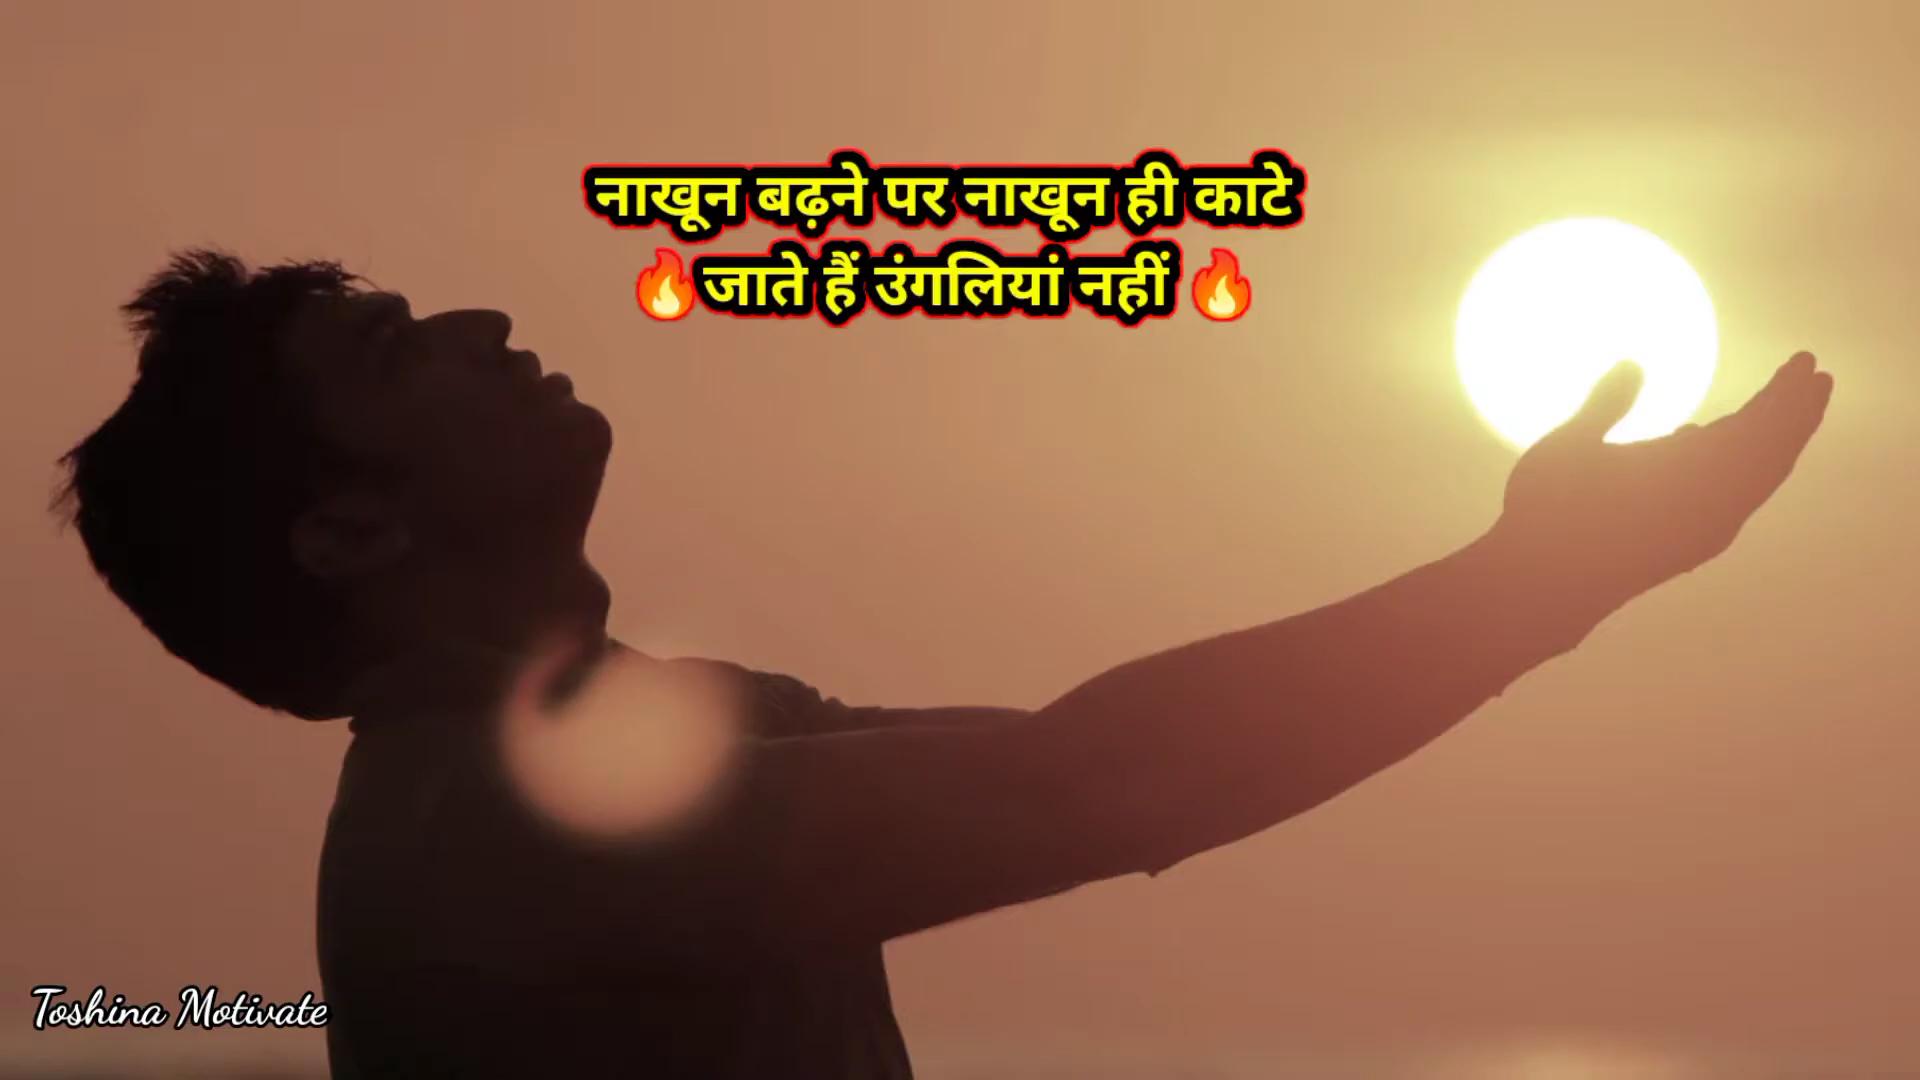 नाखून बढ़ने पर नाखून ही काटे
🔥जाते हैं उंगलियां नहीं 🔥
Toshina Motivate